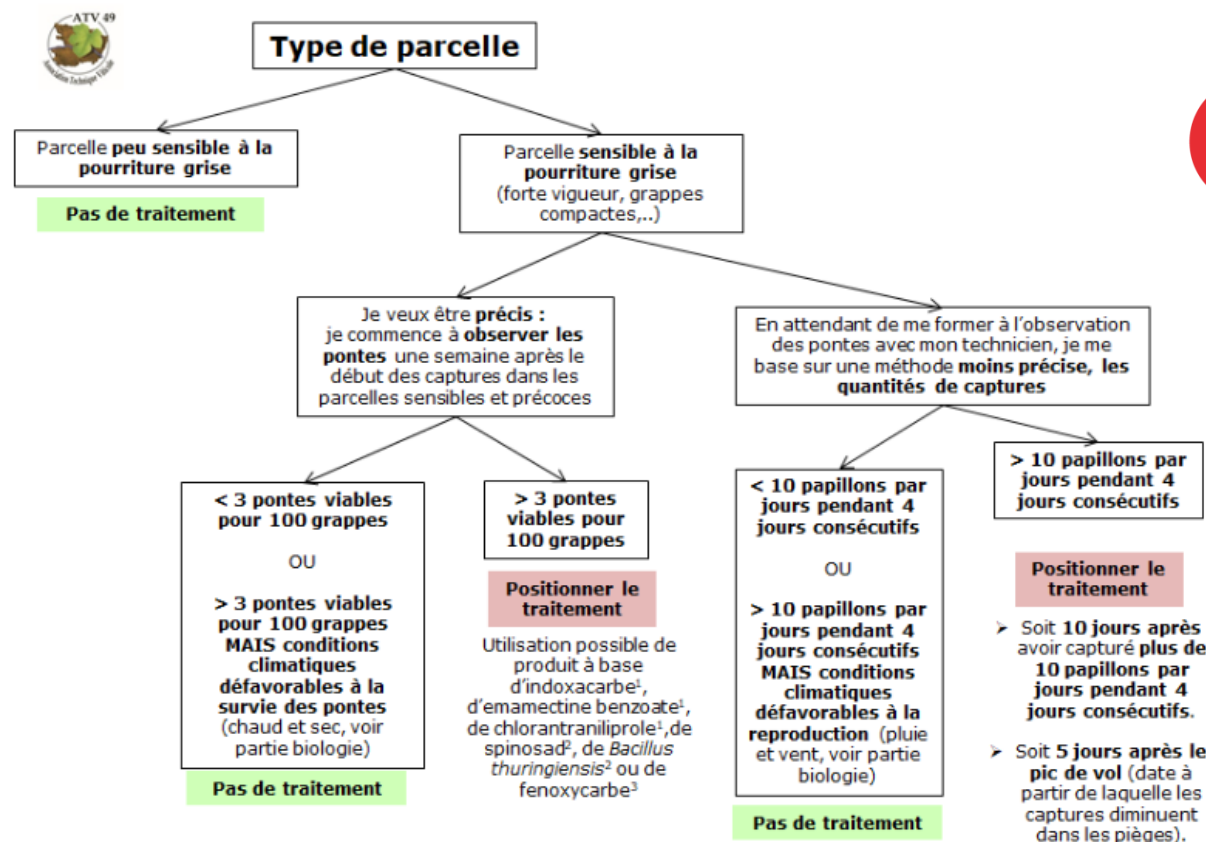 ATV 49
Association Technique Viticole
Type de parcelle
Parcelle peu sensible à la
pourriture grise
Pas de traitement
Parcelle sensible à la
pourriture grise
(forte vigueur, grappes
compactes,..)
Je veux être précis :
je commence à observer les
pontes une semaine après le
début des captures dans les
parcelles sensibles et précoces
En attendant de me former à l'observation
des pontes avec mon technicien, je me
base sur une méthode moins précise, les
quantités de captures
< 3 pontes viables
pour 100 grappes
OU
> 3 pontes viables
pour 100 grappes
MAIS conditions
climatiques
défavorables à la
survie des pontes
(chaud et sec, voir
partie biologie)
Pas de traitement
> 3 pontes
viables pour
100 grappes
Positionner le
traitement
Utilisation possible de
produit à base
d'indoxacarbe¹,
d'emamectine benzoate¹,
de chlorantraniliprole¹,de
spinosad², de Bacillus
thuringiensis² ou de
fenoxycarbe³
< 10 papillons par
jours pendant 4
jours consécutifs
OU
> 10 papillons par
jours pendant 4
jours consécutifs
MAIS conditions
climatiques
défavorables à la
reproduction (pluie
et vent, voir partie
biologie)
Pas de traitement
> 10 papillons par
jours pendant 4
jours consécutifs
Positionner le
traitement
➢ Soit 10 jours après
avoir capturé plus de
10 papillons par
jours pendant 4
jours consécutifs.
➢ Soit 5 jours après le
pic de vol (date à
partir de laquelle les
captures diminuent
dans les pièges).